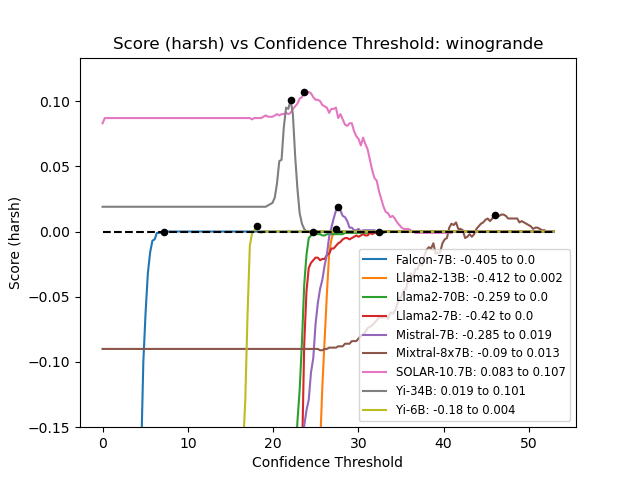 Score (harsh) vs Confidence Threshold: winogrande
Score (harsh)
0.10
0.05
0.00
−0.05
−0.10
−0.15
Falcon-7B: -0.405 to 0.0
Llama2-13B: -0.412 to 0.002
Llama2-70B: -0.259 to 0.0
Llama2-7B: -0.42 to 0.0
Mistral-7B: -0.285 to 0.019
Mixtral-8x7B: -0.09 to 0.013
SOLAR-10.7B: 0.083 to 0.107
Yi-34B: 0.019 to 0.101
Yi-6B: -0.18 to 0.004
0 10 20 30 40 50
Confidence Threshold